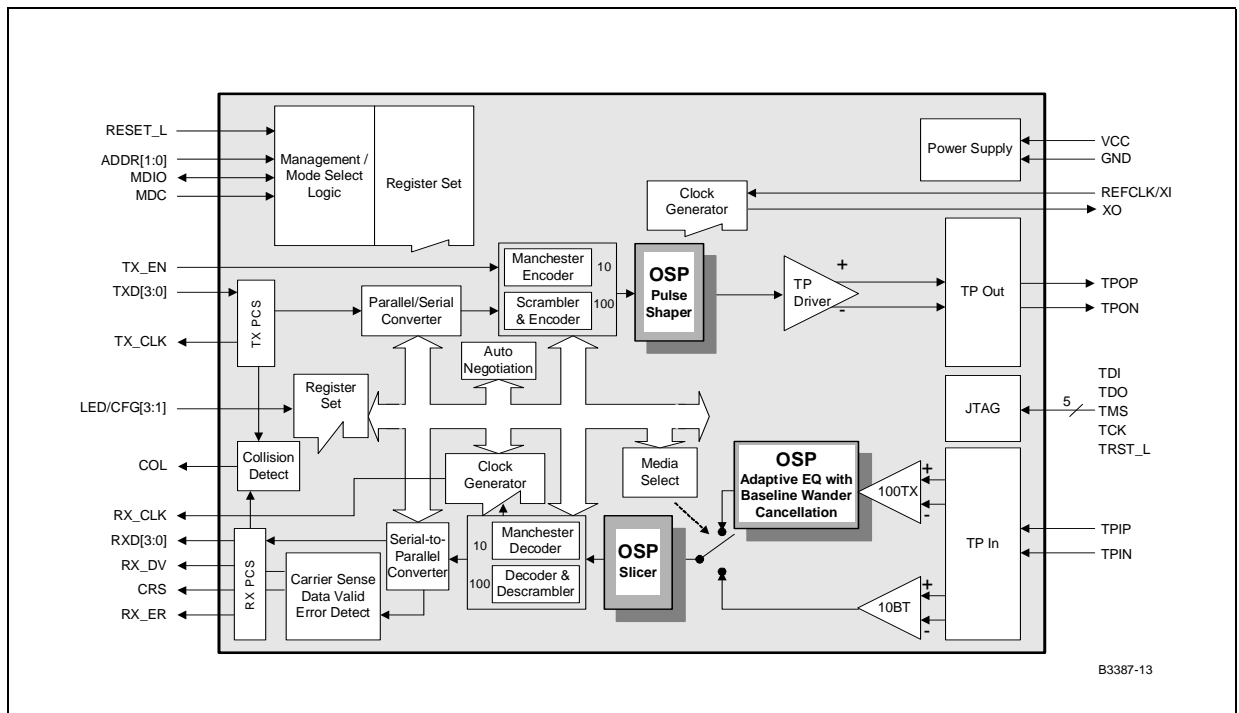 RESET_L
ADDR[1:0]
MDIO
MDC
Management /
Mode Select
Logic
Register Set
Power Supply
VCC
GND
Clock
Generator
REFCLK/XI
XO
TX_EN
TXD[3:0]
TX_CLK
TX PCS
Parallel/Serial
Converter
Manchester
Encoder
10
Scrambler
& Encoder
100
OSP
Pulse
Shaper
TP
Driver
+
-
TP Out
TPOP
TPON
Auto
Negotiation
Register
Set
LED/CFG[3:1]
JTAG
5
TDI
TDO
TMS
TCK
TRST_L
COL
Collision
Detect
Clock
Generator
Media
Select
OSP
Adaptive EQ with
Baseline Wander
Cancellation
100TX
+
-
TP In
TPIP
TPIN
RX_CLK
RXD[3:0]
RX_DV
CRS
RX_ER
RX PCS
Carrier Sense
Data Valid
Error Detect
Serial-to-
Parallel
Converter
10
Manchester
Decoder
100
Decoder &
Descrambler
OSP
Slicer
10BT
+
-
B3387-13